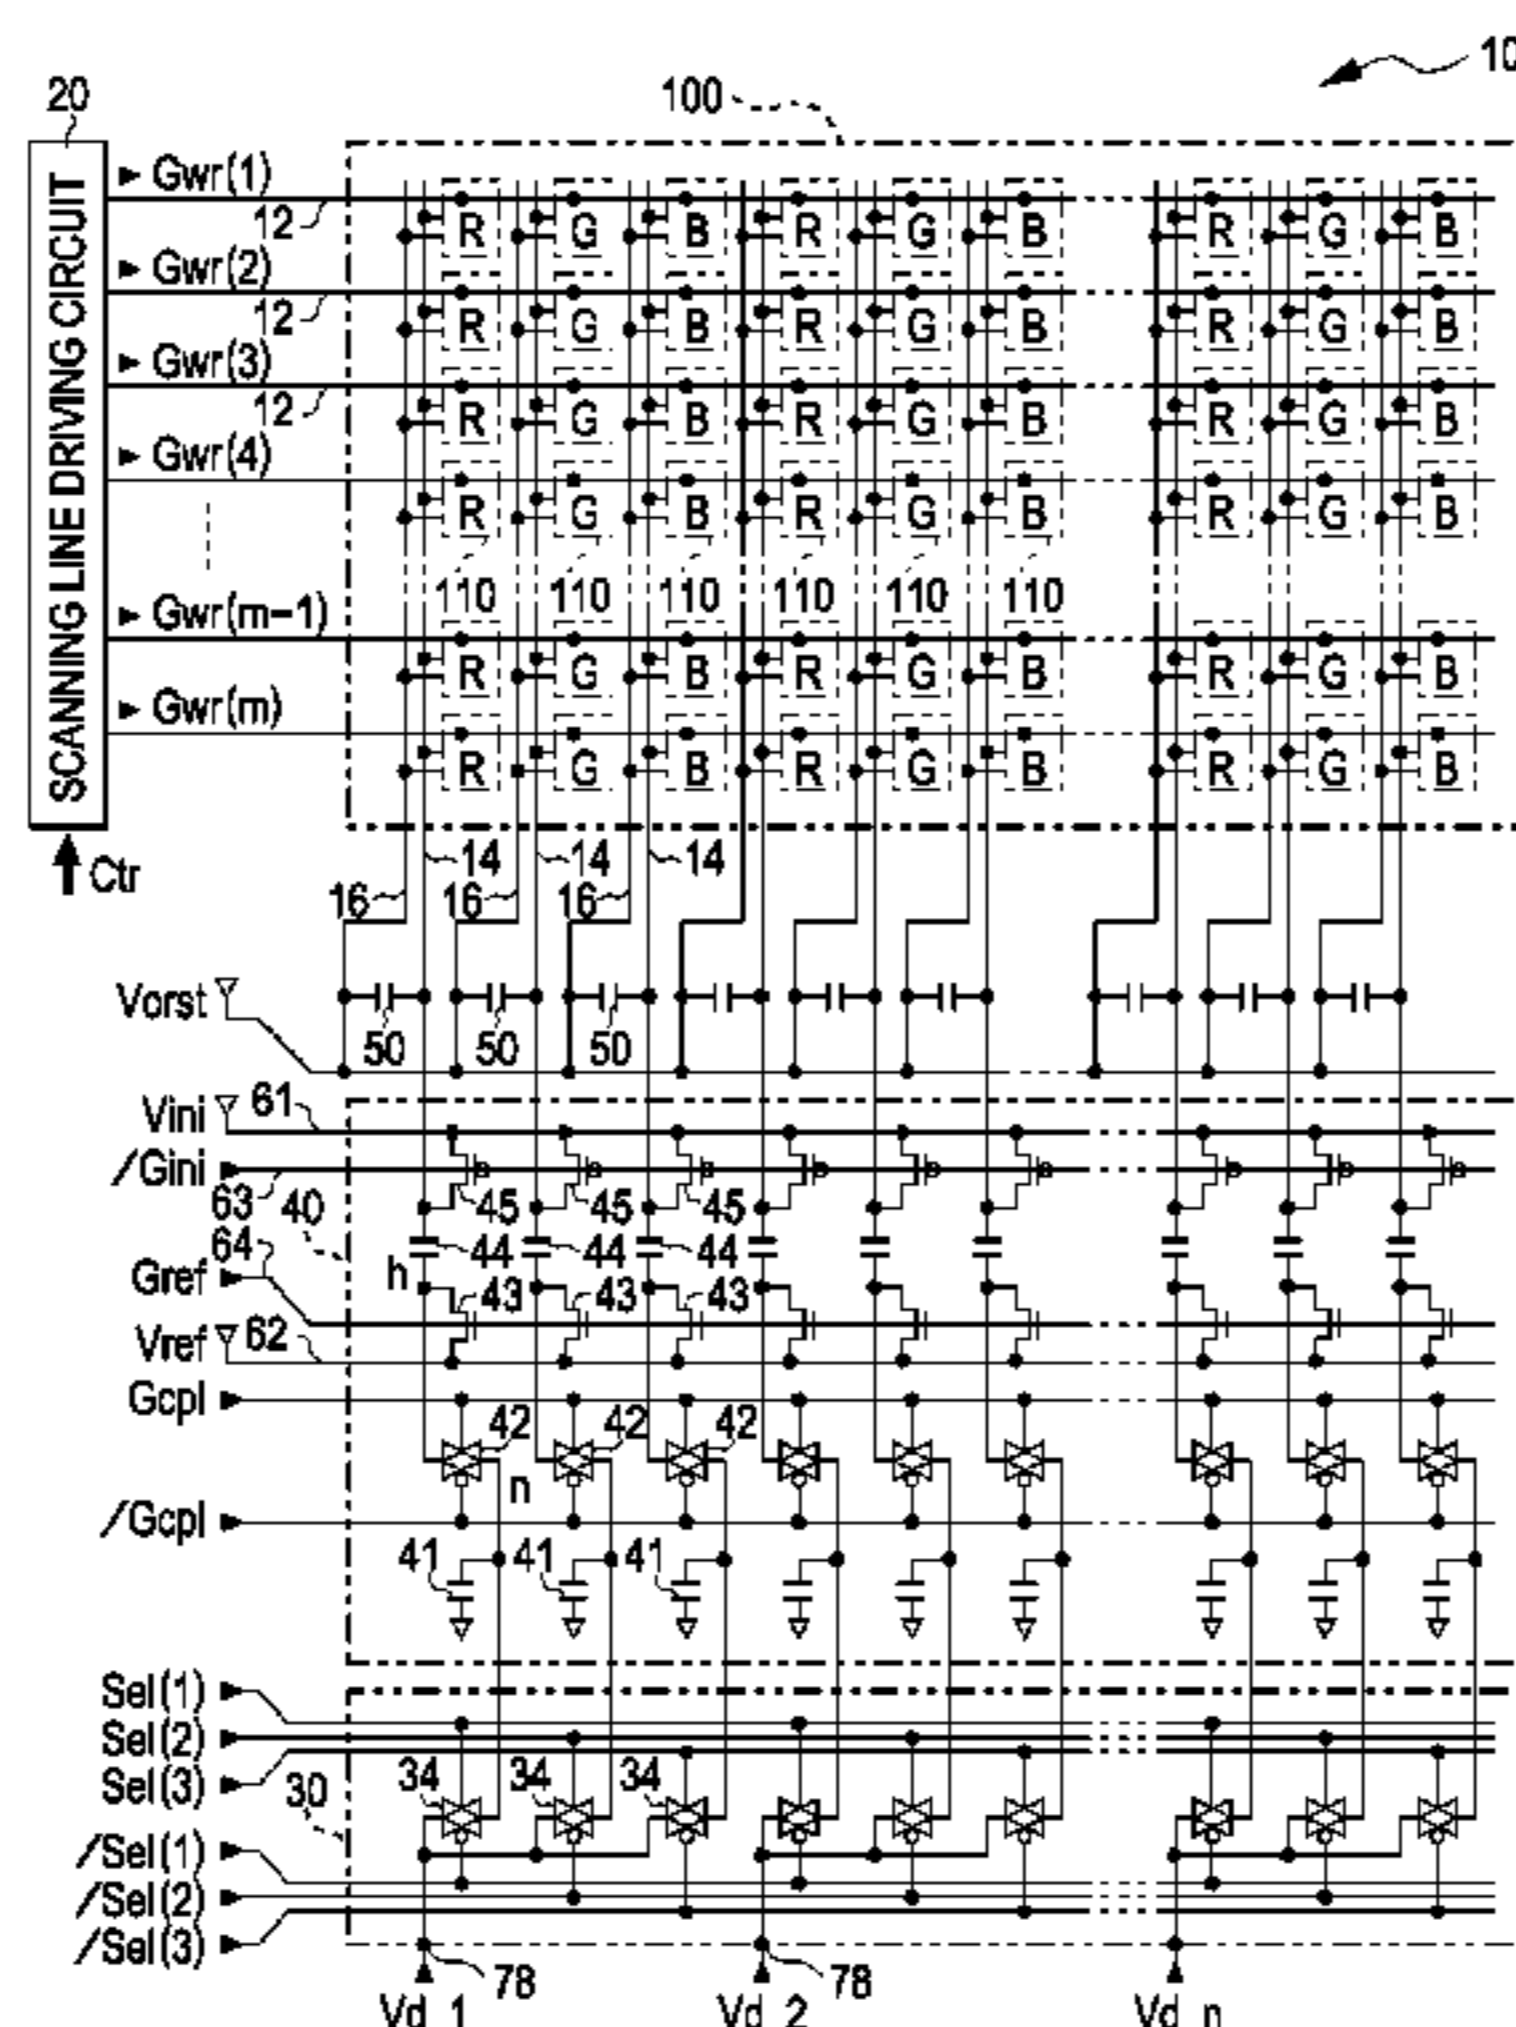 10
20
100
SCANNING LINE DRIVING CIRCUIT
Gwr(1)
12
R G B R G B R G B
Gwr(2)
12
R G B R G B R G B
Gwr(3)
12
R G B R G B R G B
Gwr(4)
R G B R G B R G B
110 110 110 110 110 110
Gwr(m-1)
R G B R G B R G B
Gwr(m)
R G B R G B R G B
Ctr
14 14 14
16 16 16
Vorst
50 50 50
Vini 61
/Gini
63 40 45 45 45
64 44 44 44
Gref h 43 43 43
Vref 62
Gcpl
42 42 42
n
/Gcpl
41 41 41
Sel(1)
Sel(2)
Sel(3) 30 34 34 34
/Sel(1)
/Sel(2)
/Sel(3)
78 78
Vd_1 Vd_2 Vd_n